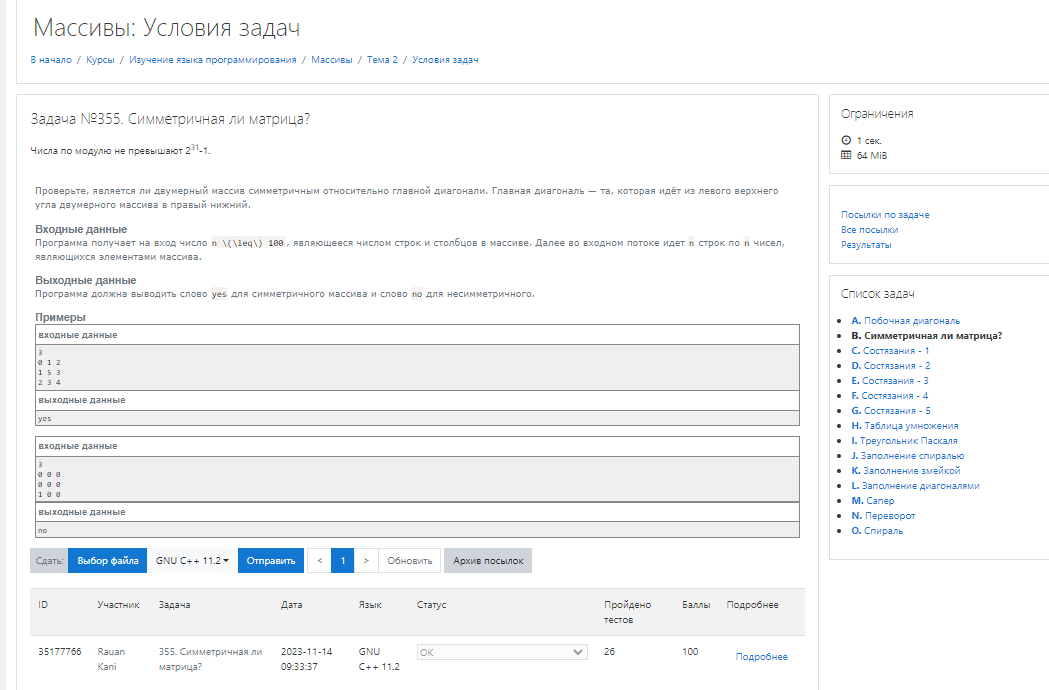 Массивы: Условия задач
В начало / Курсы / Изучение языка программирования / Массивы / Тема 2 / Условия задач
Задача №355. Симметричная ли матрица?
Числа по модулю не превышают 2^31-1.
Проверьте, является ли двумерный массив симметричным относительно главной диагонали. Главная диагональ — та, которая идёт из левого верхнего
угла двумерного массива в правый нижний.
Входные данные
Программа получает на вход число n \(\leq\) 100, являющееся числом строк и столбцов в массиве. Далее во входном потоке идет n строк по n чисел,
являющихся элементами массива.
Выходные данные
Программа должна выводить слово yes для симметричного массива и слово no для несимметричного.
Примеры
входные данные
3
0 1 2
1 5 3
2 3 4
выходные данные
yes
входные данные
3
0 0 0
0 0 0
1 0 0
выходные данные
no
Сдать: Выбор файла GNU C++ 11.2 Отправить < 1 > Обновить Архив посылок
ID Участник Задача Дата Язык Статус Пройдено Баллы Подробнее
тестов
35177766 Rauan 355. Симметричная ли 2023-11-14 GNU OK 26 100 Подробнее
Kani матрица? 09:33:37 C++ 11.2
Ограничения
1 сек.
64 MiB
Посылки по задаче
Все посылки
Результаты
Список задач
A. Побочная диагональ
B. Симметричная ли матрица?
C. Состязания - 1
D. Состязания - 2
E. Состязания - 3
F. Состязания - 4
G. Состязания - 5
H. Таблица умножения
I. Треугольник Паскаля
J. Заполнение спиралью
K. Заполнение змейкой
L. Заполнение диагоналями
M. Сапер
N. Переворот
O. Спираль